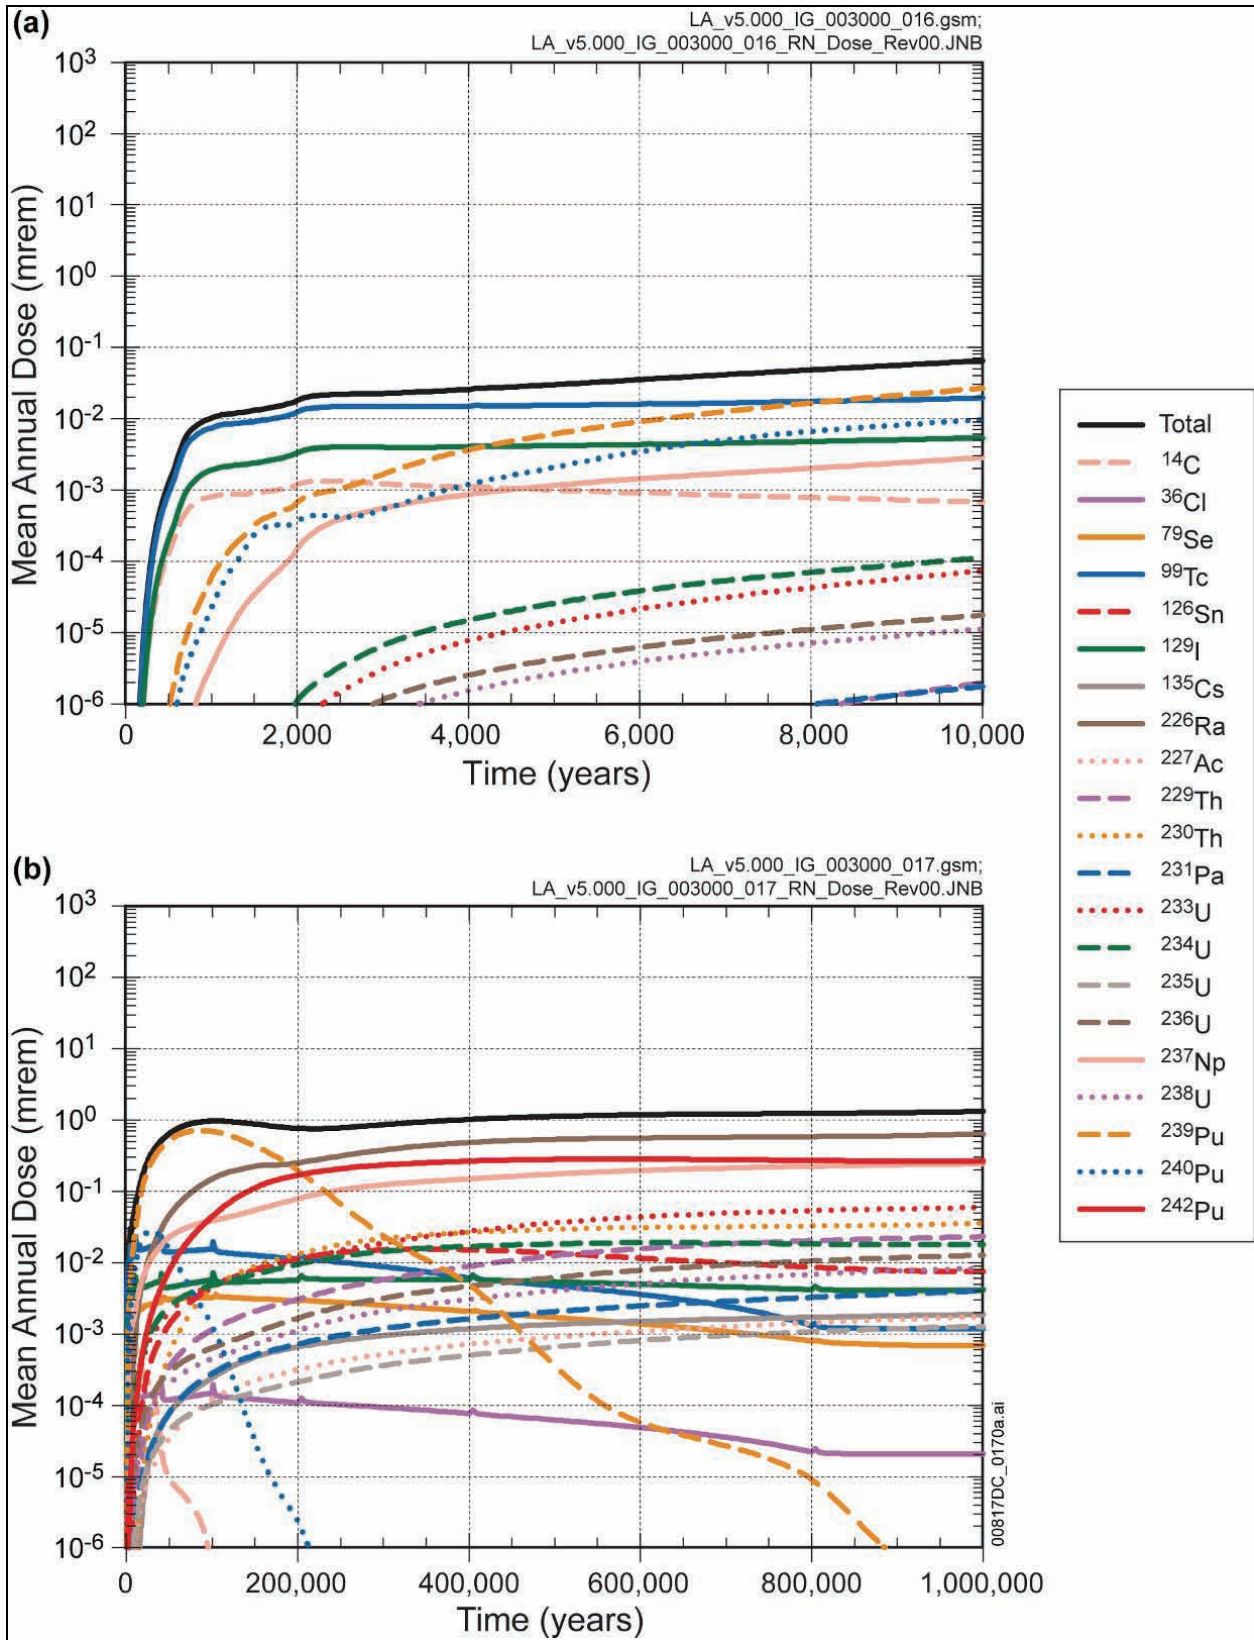 (a)
LA_v5.000_IG_003000_016.gsm;
LA_v5.000_IG_003000_016_RN_Dose_Rev00.JNB
Mean Annual Dose (mrem)
10³
10²
10¹
10⁰
10⁻¹
10⁻²
10⁻³
10⁻⁴
10⁻⁵
10⁻⁶
0 2,000 4,000 6,000 8,000 10,000
Time (years)
(b)
LA_v5.000_IG_003000_017.gsm;
LA_v5.000_IG_003000_017_RN_Dose_Rev00.JNB
Mean Annual Dose (mrem)
10³
10²
10¹
10⁰
10⁻¹
10⁻²
10⁻³
10⁻⁴
10⁻⁵
10⁻⁶
0 200,000 400,000 600,000 800,000 1,000,000
Time (years)
00817DC_0170a.ai
Total
¹⁴C
³⁶Cl
⁷⁹Se
⁹⁹Tc
¹²⁶Sn
¹²⁹I
¹³⁵Cs
²²⁶Ra
²²⁷Ac
²²⁹Th
²³⁰Th
²³¹Pa
²³³U
²³⁴U
²³⁵U
²³⁶U
²³⁷Np
²³⁸U
²³⁹Pu
²⁴⁰Pu
²⁴²Pu